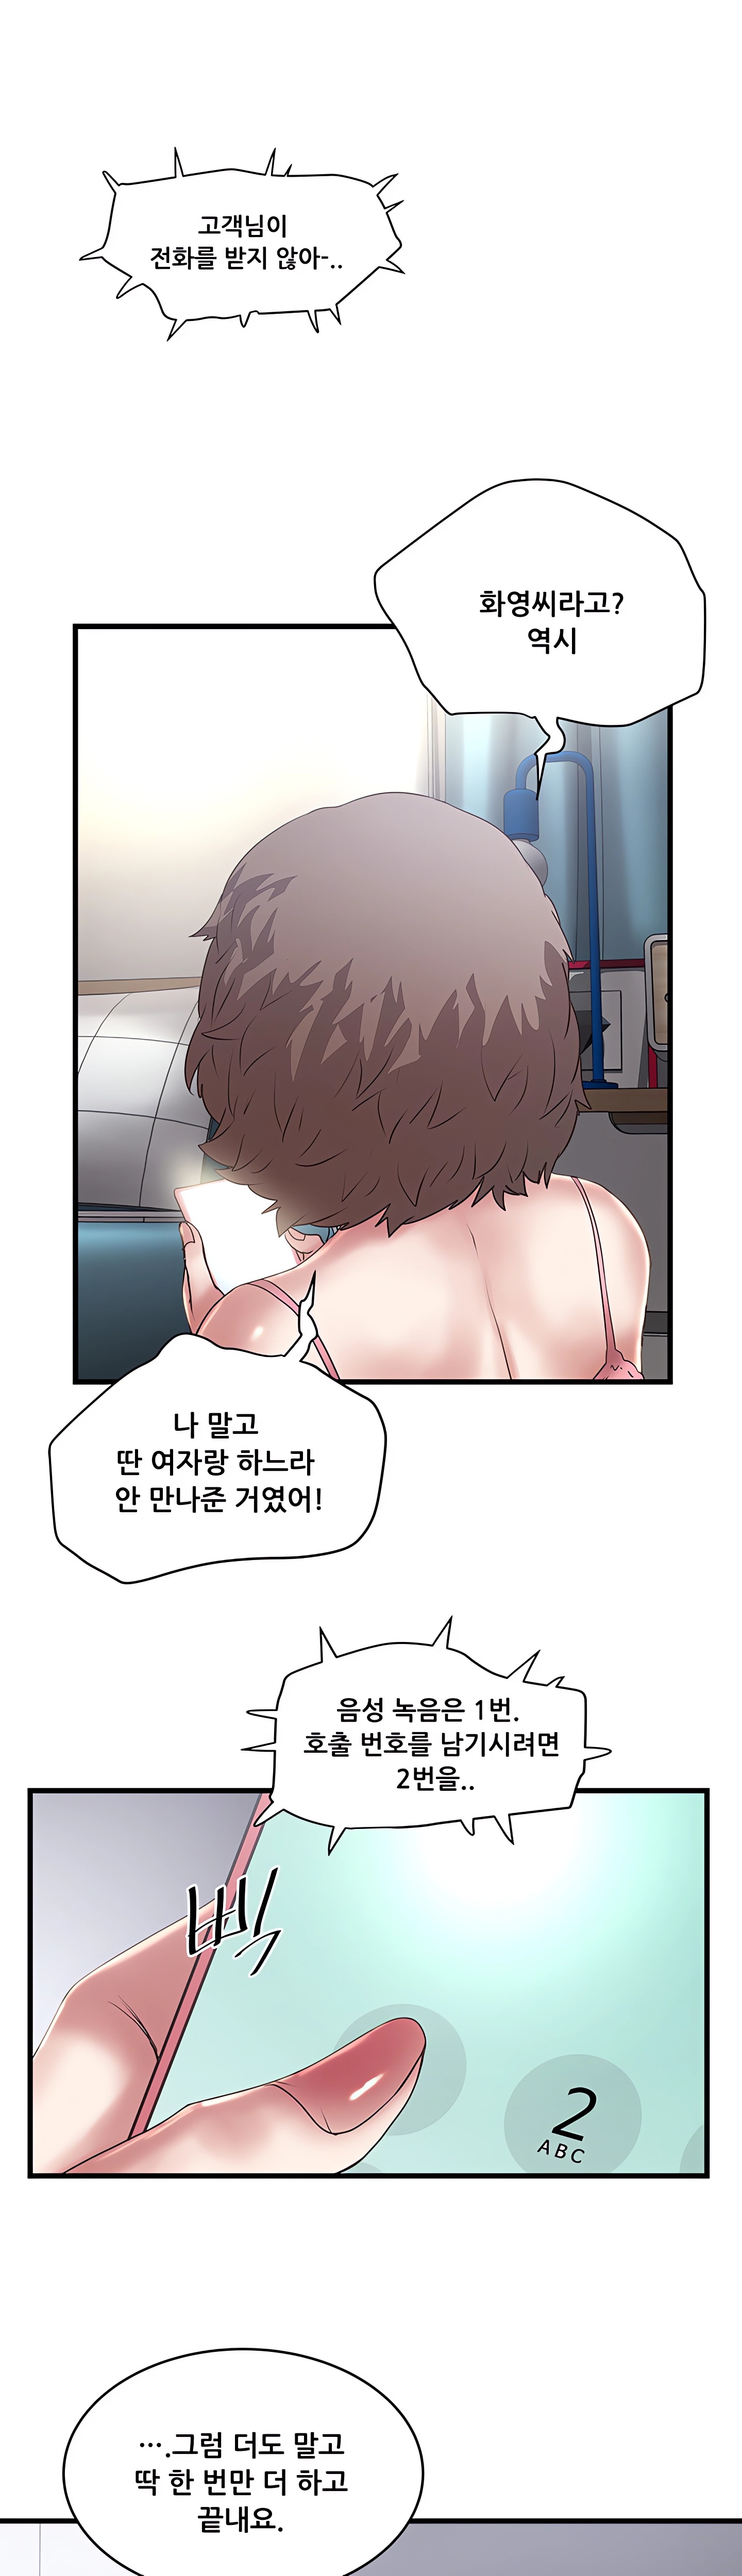 고객님이
전화를 받지 않아-..
화영씨라고?
역시
나 말고
딴 여자랑 하느라
안 만나준 거였어!
음성 녹음은 1번.
호출 번호를 남기시려면
2번을..
삑
2
ABC
….그럼 더도 말고
딱 한 번만 더 하고
끝내요.